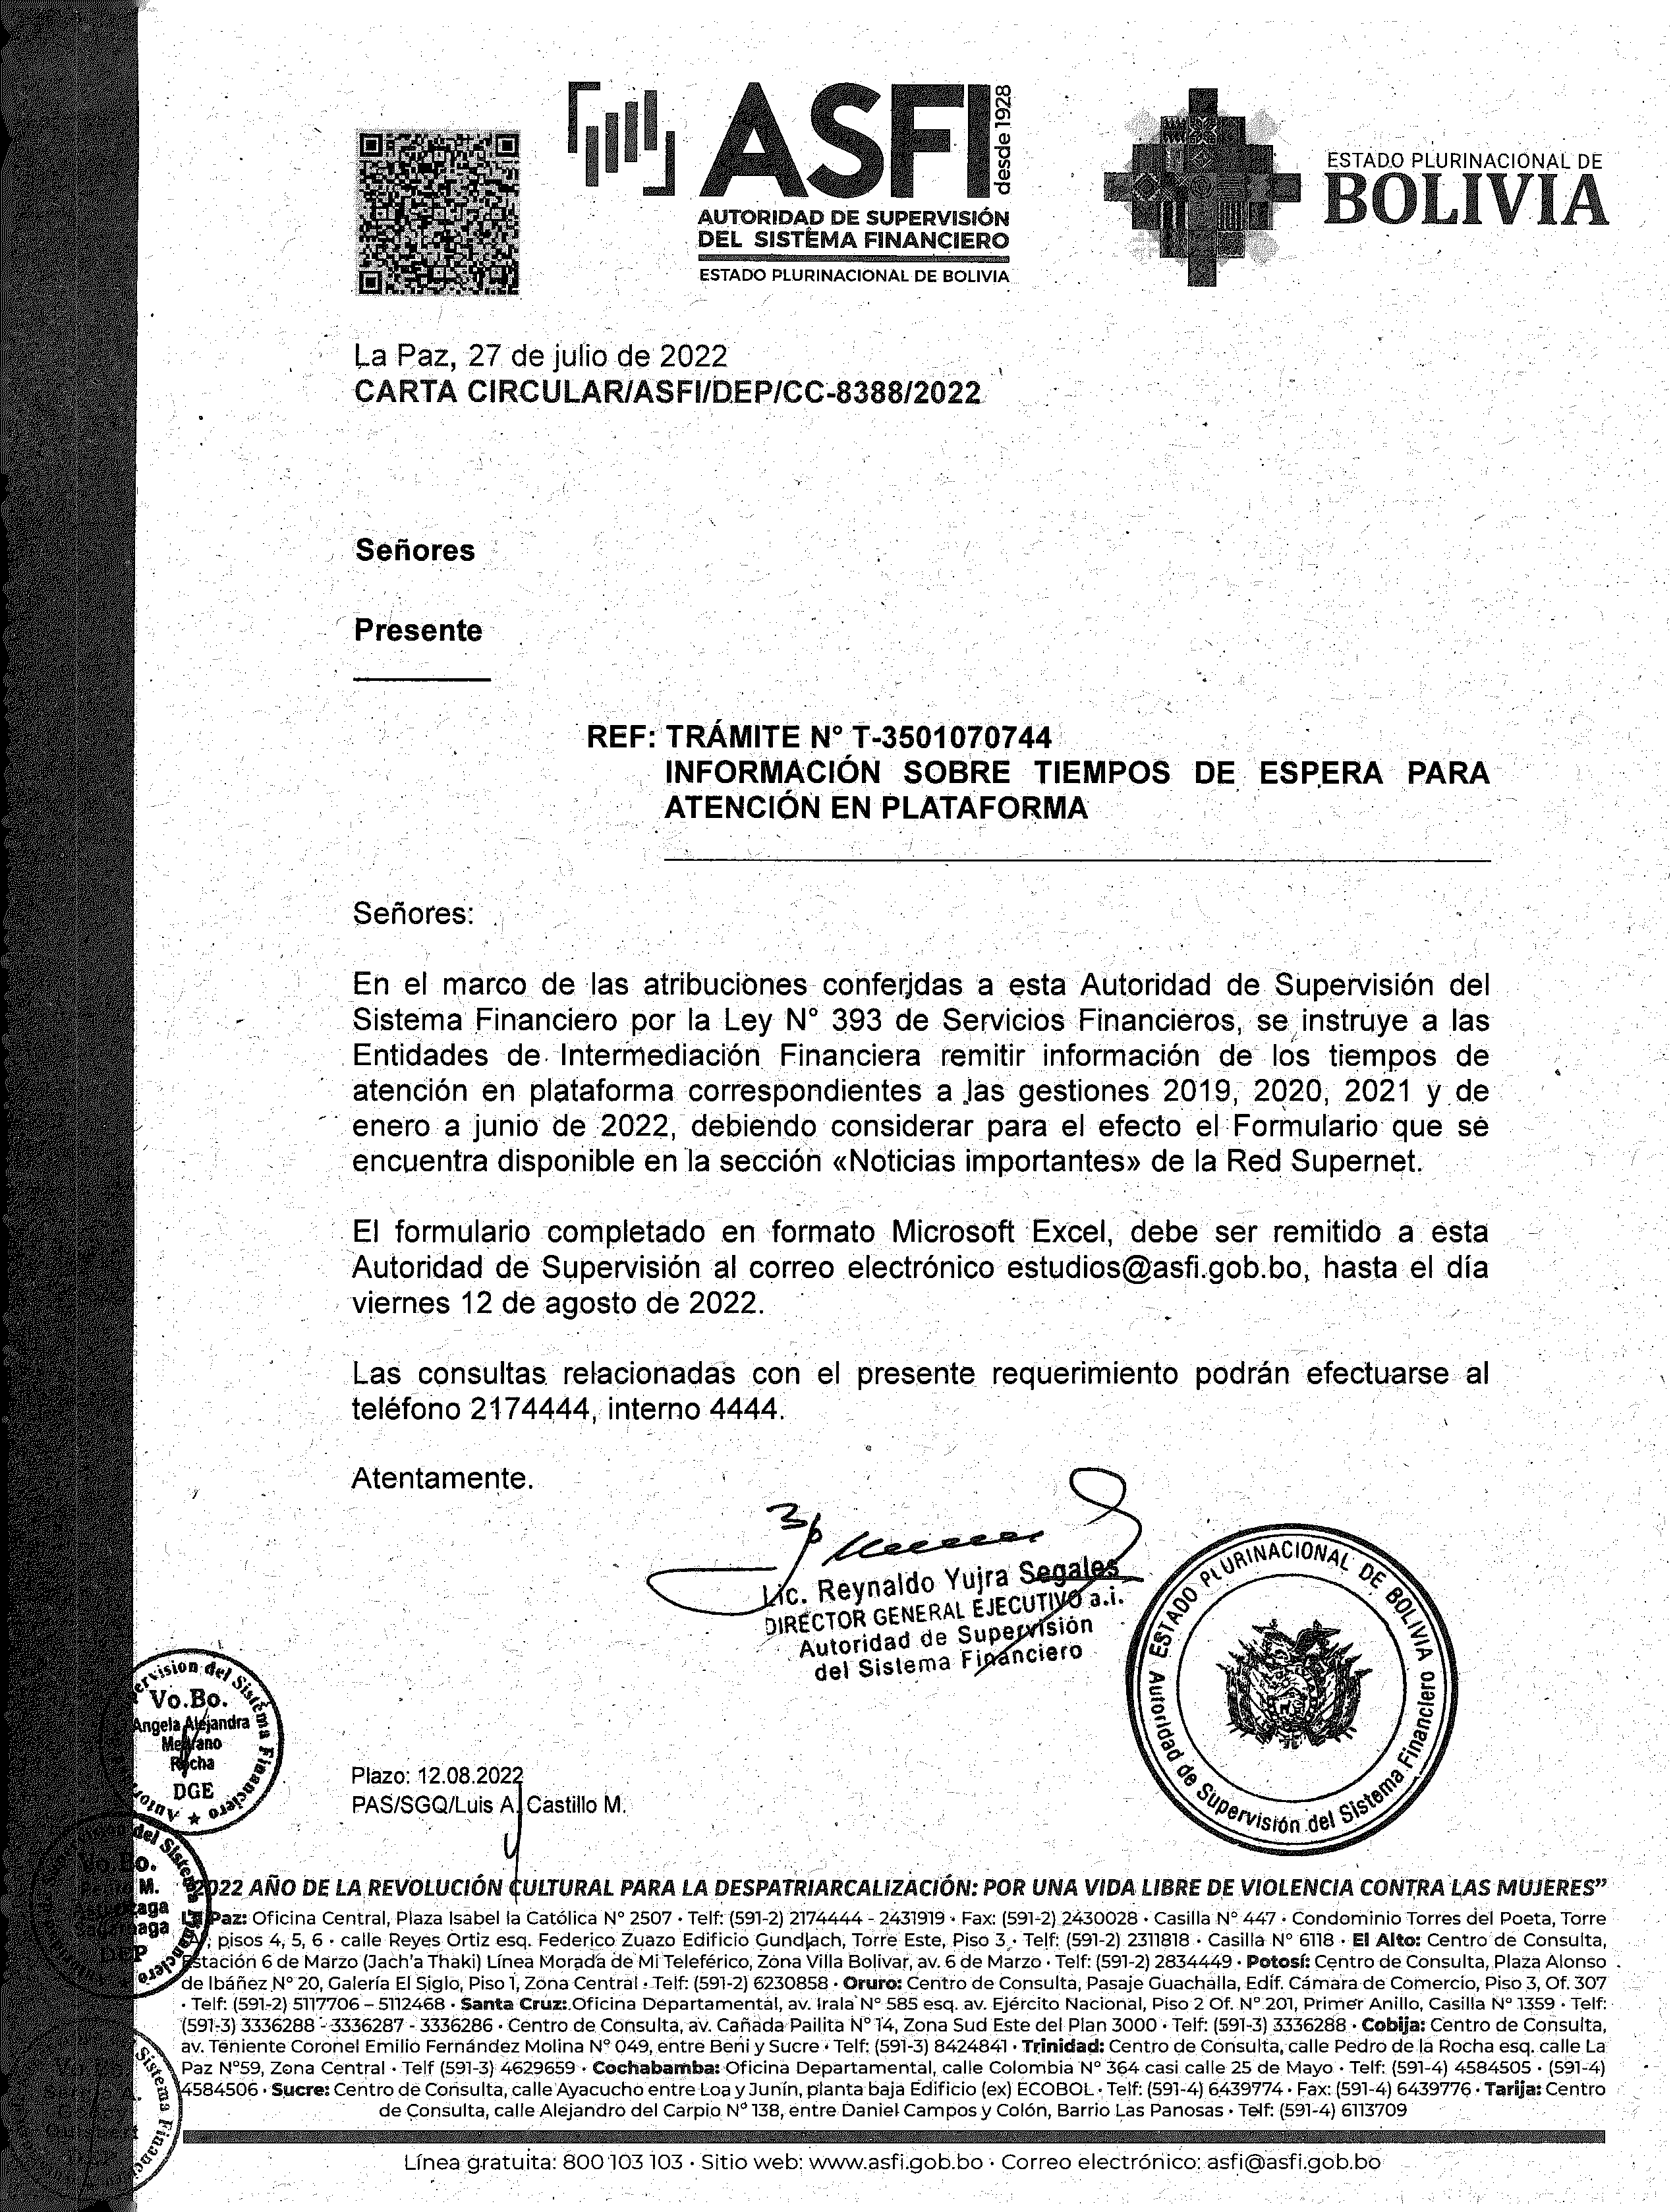 ASFI
desde 1928
AUTORIDAD DE SUPERVISIÓN
DEL SISTEMA FINANCIERO
ESTADO PLURINACIONAL DE BOLIVIA
ESTADO PLURINACIONAL DE
BOLIVIA
La Paz, 27 de julio de 2022
CARTA CIRCULAR/ASFI/DEP/CC-8388/2022
Señores
Presente
REF: TRÁMITE N° T-3501070744
INFORMACIÓN SOBRE TIEMPOS DE ESPERA PARA
ATENCIÓN EN PLATAFORMA
Señores:
En el marco de las atribuciones conferidas a esta Autoridad de Supervisión del
Sistema Financiero por la Ley N° 393 de Servicios Financieros, se instruye a las
Entidades de Intermediación Financiera remitir información de los tiempos de
atención en plataforma correspondientes a las gestiones 2019, 2020, 2021 y de
enero a junio de 2022, debiendo considerar para el efecto el Formulario que se
encuentra disponible en la sección «Noticias importantes» de la Red Supernet.
El formulario completado en formato Microsoft Excel, debe ser remitido a esta
Autoridad de Supervisión al correo electrónico estudios@asfi.gob.bo, hasta el día
viernes 12 de agosto de 2022.
Las consultas relacionadas con el presente requerimiento podrán efectuarse al
teléfono 2174444, interno 4444.
Atentamente.
Lic. Reynaldo Yujra Segales
DIRECTOR GENERAL EJECUTIVO a.i.
Autoridad de Supervisión
del Sistema Financiero
ESTADO PLURINACIONAL DE BOLIVIA
Autoridad de Supervisión del Sistema Financiero
Vo.Bo.
Angela Alejandra
Medrano
Rocha
DGE
Plazo: 12.08.2022
PAS/SGQ/Luis A. Castillo M.
Vo.Bo.
M.
DEP
2022 AÑO DE LA REVOLUCIÓN CULTURAL PARA LA DESPATRIARCALIZACIÓN: POR UNA VIDA LIBRE DE VIOLENCIA CONTRA LAS MUJERES”
La Paz: Oficina Central, Plaza Isabel la Católica N° 2507 · Telf: (591-2) 2174444 - 2431919 · Fax: (591-2) 2430028 · Casilla N° 447 · Condominio Torres del Poeta, Torre
pisos 4, 5, 6 · calle Reyes Ortiz esq. Federico Zuazo Edificio Gundlach, Torre Este, Piso 3 · Telf: (591-2) 2311818 · Casilla N° 6118 · El Alto: Centro de Consulta,
Estación 6 de Marzo (Jach'a Thaki) Línea Morada de Mi Teleférico, Zona Villa Bolivar, av. 6 de Marzo · Telf: (591-2) 2834449 · Potosí: Centro de Consulta, Plaza Alonso
de Ibáñez N° 20, Galería El Siglo, Piso 1, Zona Central · Telf: (591-2) 6230858 · Oruro: Centro de Consulta, Pasaje Guachalla, Edif. Cámara de Comercio, Piso 3, Of. 307
· Telf: (591-2) 5117706 – 5112468 · Santa Cruz: Oficina Departamental, av. Irala N° 585 esq. av. Ejército Nacional, Piso 2 Of. N° 201, Primer Anillo, Casilla N° 1359 · Telf:
(591-3) 3336288 - 3336287 - 3336286 · Centro de Consulta, av. Cañada Pailita N° 14, Zona Sud Este del Plan 3000 · Telf: (591-3) 3336288 · Cobija: Centro de Consulta,
av. Teniente Coronel Emilio Fernández Molina N° 049, entre Beni y Sucre · Telf: (591-3) 8424841 · Trinidad: Centro de Consulta, calle Pedro de la Rocha esq. calle La
Paz N°59, Zona Central · Telf (591-3) 4629659 · Cochabamba: Oficina Departamental, calle Colombia N° 364 casi calle 25 de Mayo · Telf: (591-4) 4584505 · (591-4)
4584506 · Sucre: Centro de Consulta, calle Ayacucho entre Loa y Junín, planta baja Edificio (ex) ECOBOL · Telf: (591-4) 6439774 · Fax: (591-4) 6439776 · Tarija: Centro
de Consulta, calle Alejandro del Carpio N° 138, entre Daniel Campos y Colón, Barrio Las Panosas · Telf: (591-4) 6113709
Línea gratuita: 800 103 103 · Sitio web: www.asfi.gob.bo · Correo electrónico: asfi@asfi.gob.bo